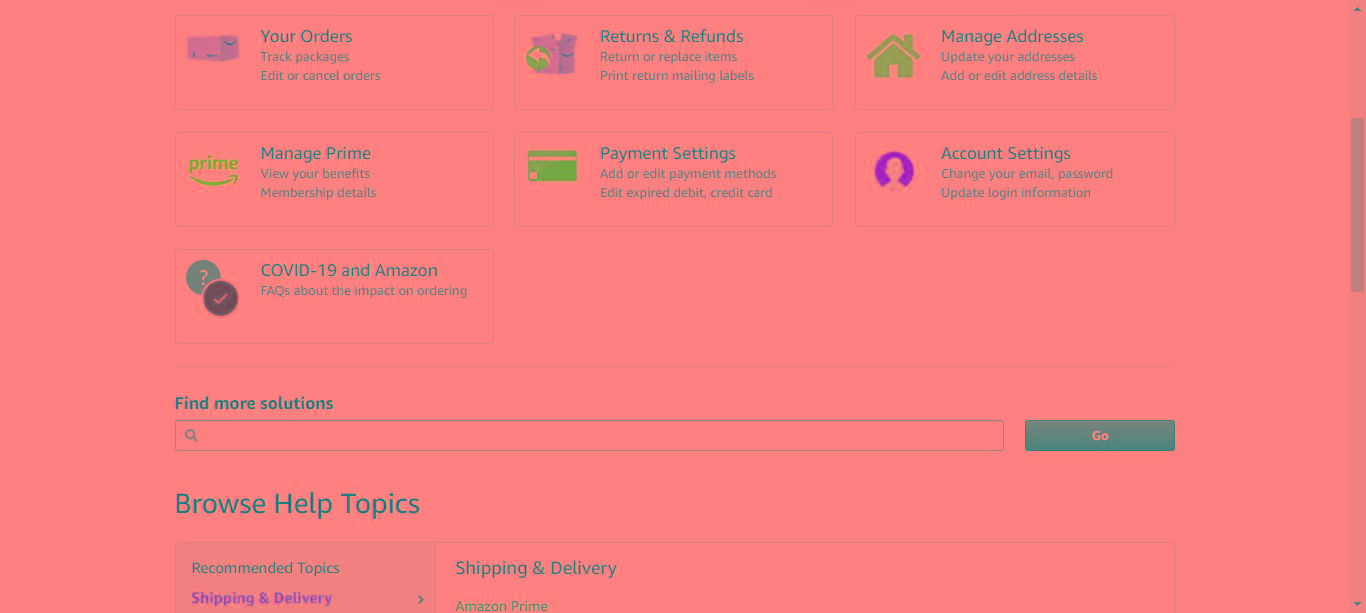 Your Orders
Track packages
Edit or cancel orders
Returns & Refunds
Return or replace items
Print return mailing labels
Manage Addresses
Update your addresses
Add or edit address details
prime
Manage Prime
View your benefits
Membership details
Payment Settings
Add or edit payment methods
Edit expired debit, credit card
Account Settings
Change your email, password
Update login information
?
COVID-19 and Amazon
FAQs about the impact on ordering
Find more solutions
Go
Browse Help Topics
Recommended Topics
Shipping & Delivery
Shipping & Delivery
Amazon Prime